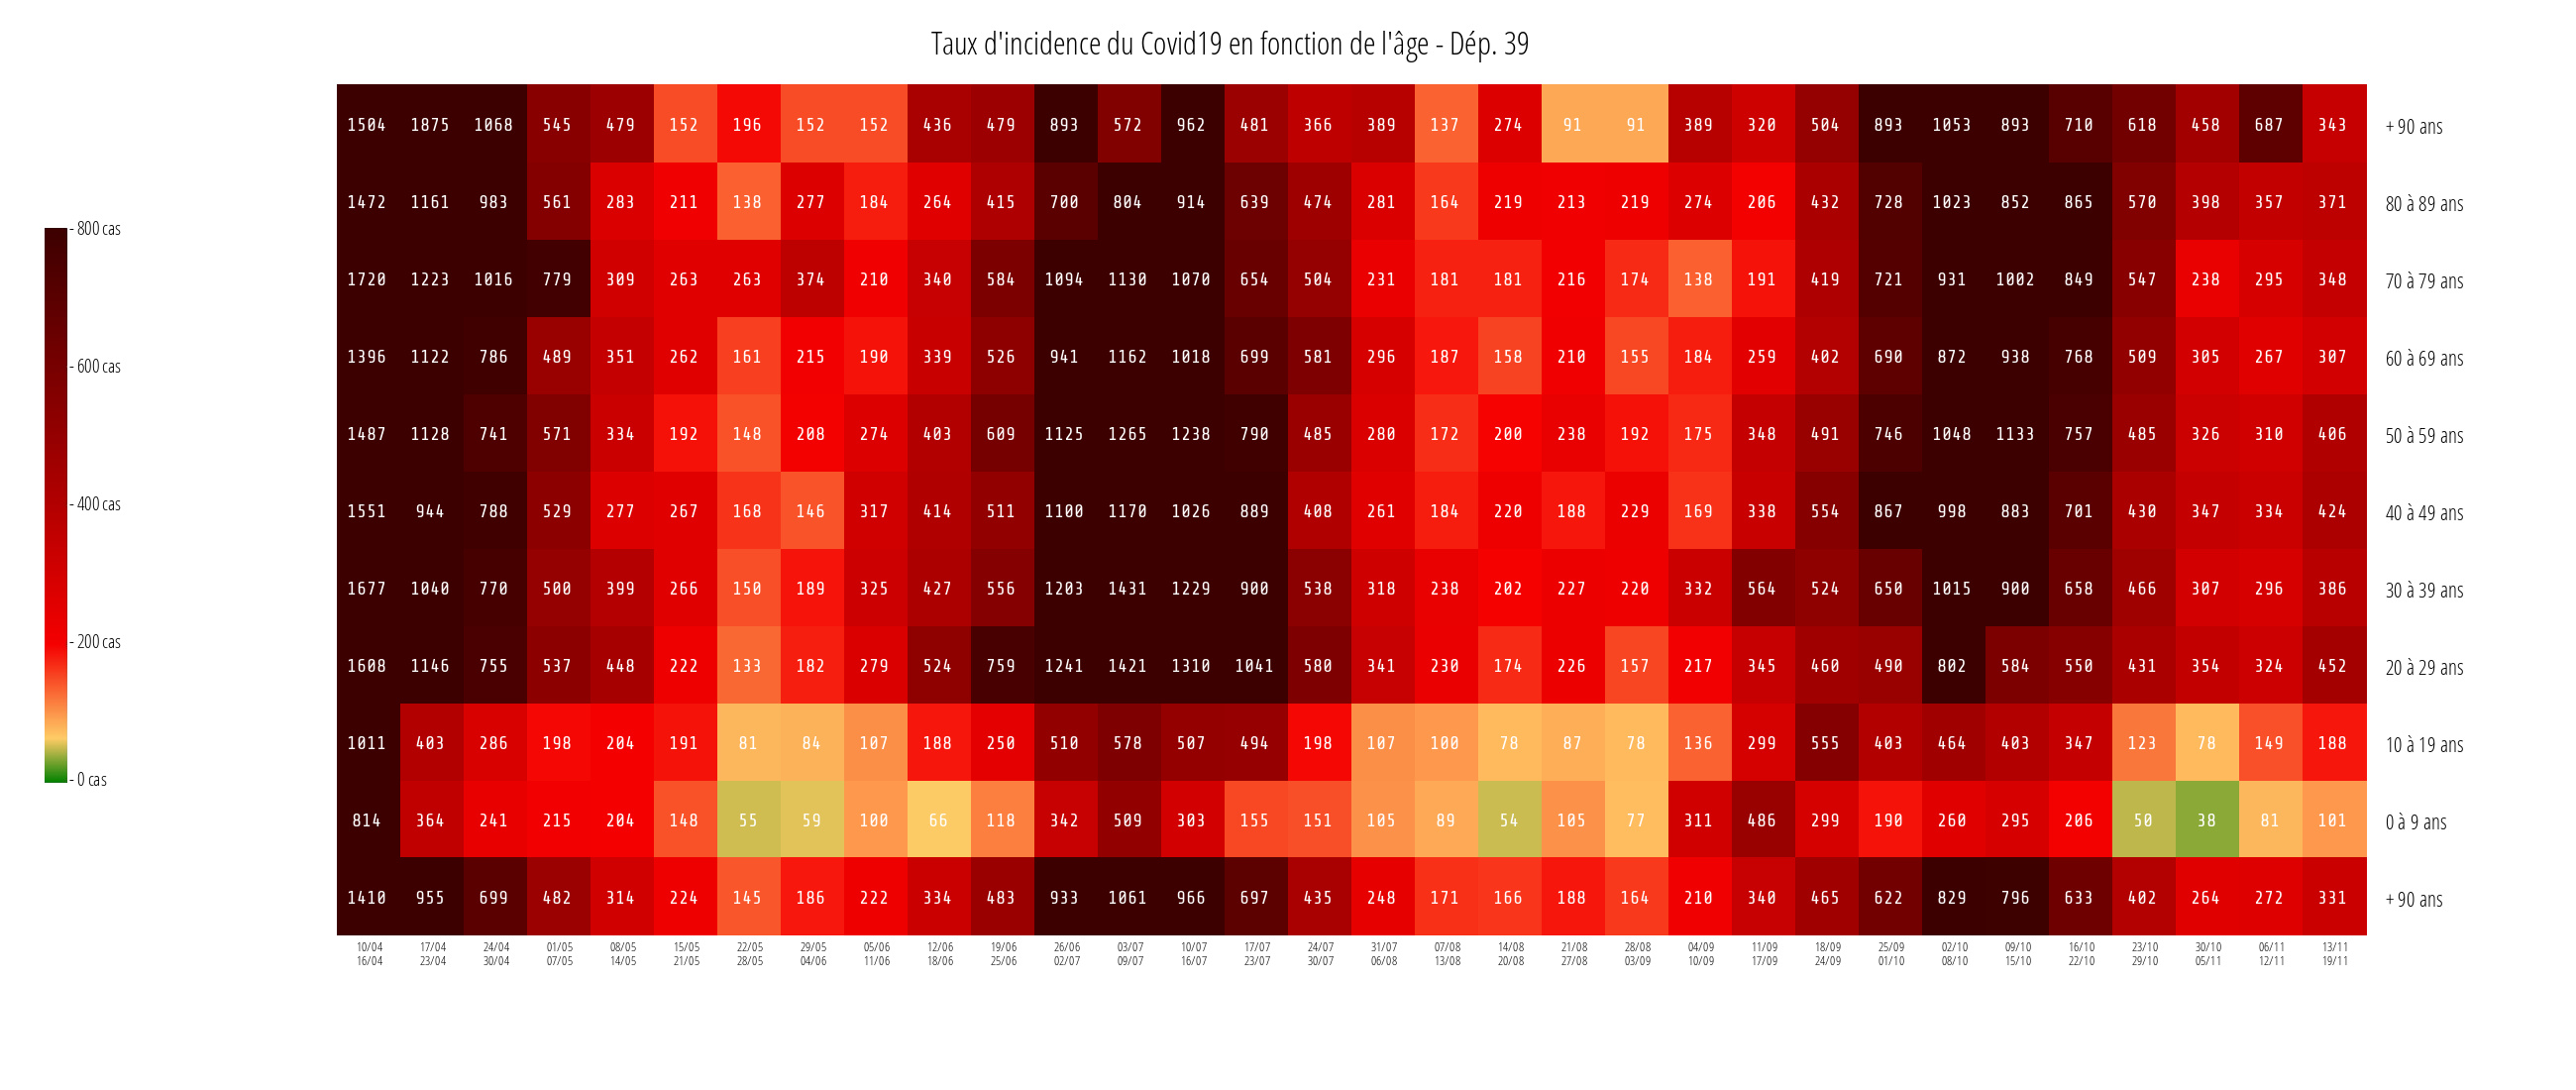 Taux d'incidence du Covid19 en fonction de l'âge - Dép. 39
- 800 cas
- 600 cas
- 400 cas
- 200 cas
- 0 cas
1504 1875 1068 545 479 152 196 152 152 436 479 893 572 962 481 366 389 137 274 91 91 389 320 504 893 1053 893 710 618 458 687 343 + 90 ans
1472 1161 983 561 283 211 138 277 184 264 415 700 804 914 639 474 281 164 219 213 219 274 206 432 728 1023 852 865 570 398 357 371 80 à 89 ans
1720 1223 1016 779 309 263 263 374 210 340 584 1094 1130 1070 654 504 231 181 181 216 174 138 191 419 721 931 1002 849 547 238 295 348 70 à 79 ans
1396 1122 786 489 351 262 161 215 190 339 526 941 1162 1018 699 581 296 187 158 210 155 184 259 402 690 872 938 768 509 305 267 307 60 à 69 ans
1487 1128 741 571 334 192 148 208 274 403 609 1125 1265 1238 790 485 280 172 200 238 192 175 348 491 746 1048 1133 757 485 326 310 406 50 à 59 ans
1551 944 788 529 277 267 168 146 317 414 511 1100 1170 1026 889 408 261 184 220 188 229 169 338 554 867 998 883 701 430 347 334 424 40 à 49 ans
1677 1040 770 500 399 266 150 189 325 427 556 1203 1431 1229 900 538 318 238 202 227 220 332 564 524 650 1015 900 658 466 307 296 386 30 à 39 ans
1608 1146 755 537 448 222 133 182 279 524 759 1241 1421 1310 1041 580 341 230 174 226 157 217 345 460 490 802 584 550 431 354 324 452 20 à 29 ans
1011 403 286 198 204 191 81 84 107 188 250 510 578 507 494 198 107 100 78 87 78 136 299 555 403 464 403 347 123 78 149 188 10 à 19 ans
814 364 241 215 204 148 55 59 100 66 118 342 509 303 155 151 105 89 54 105 77 311 486 299 190 260 295 206 50 38 81 101 0 à 9 ans
1410 955 699 482 314 224 145 186 222 334 483 933 1061 966 697 435 248 171 166 188 164 210 340 465 622 829 796 633 402 264 272 331 + 90 ans
10/04 17/04 24/04 01/05 08/05 15/05 22/05 29/05 05/06 12/06 19/06 26/06 03/07 10/07 17/07 24/07 31/07 07/08 14/08 21/08 28/08 04/09 11/09 18/09 25/09 02/10 09/10 16/10 23/10 30/10 06/11 13/11
16/04 23/04 30/04 07/05 14/05 21/05 28/05 04/06 11/06 18/06 25/06 02/07 09/07 16/07 23/07 30/07 06/08 13/08 20/08 27/08 03/09 10/09 17/09 24/09 01/10 08/10 15/10 22/10 29/10 05/11 12/11 19/11